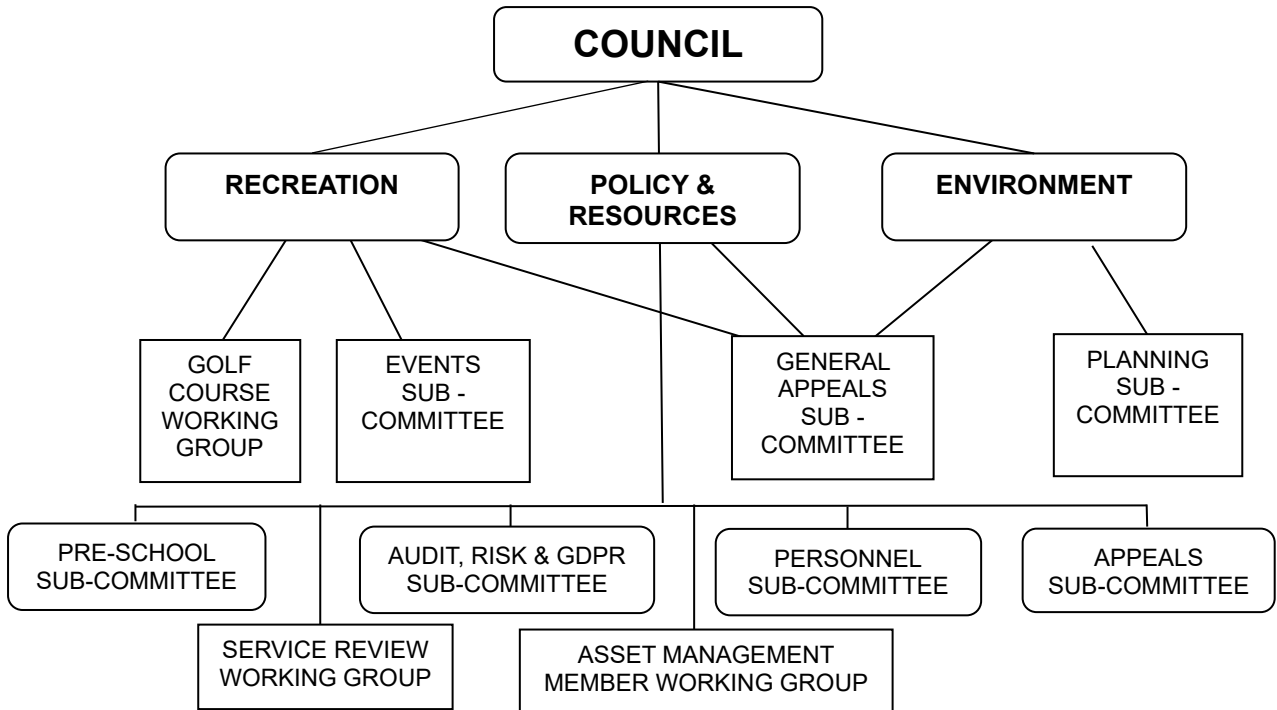 COUNCIL
RECREATION
POLICY &
RESOURCES
ENVIRONMENT
GOLF
COURSE
WORKING
GROUP
EVENTS
SUB -
COMMITTEE
GENERAL
APPEALS
SUB -
COMMITTEE
PLANNING
SUB -
COMMITTEE
PRE-SCHOOL
SUB-COMMITTEE
AUDIT, RISK & GDPR
SUB-COMMITTEE
PERSONNEL
SUB-COMMITTEE
APPEALS
SUB-COMMITTEE
SERVICE REVIEW
WORKING GROUP
ASSET MANAGEMENT
MEMBER WORKING GROUP